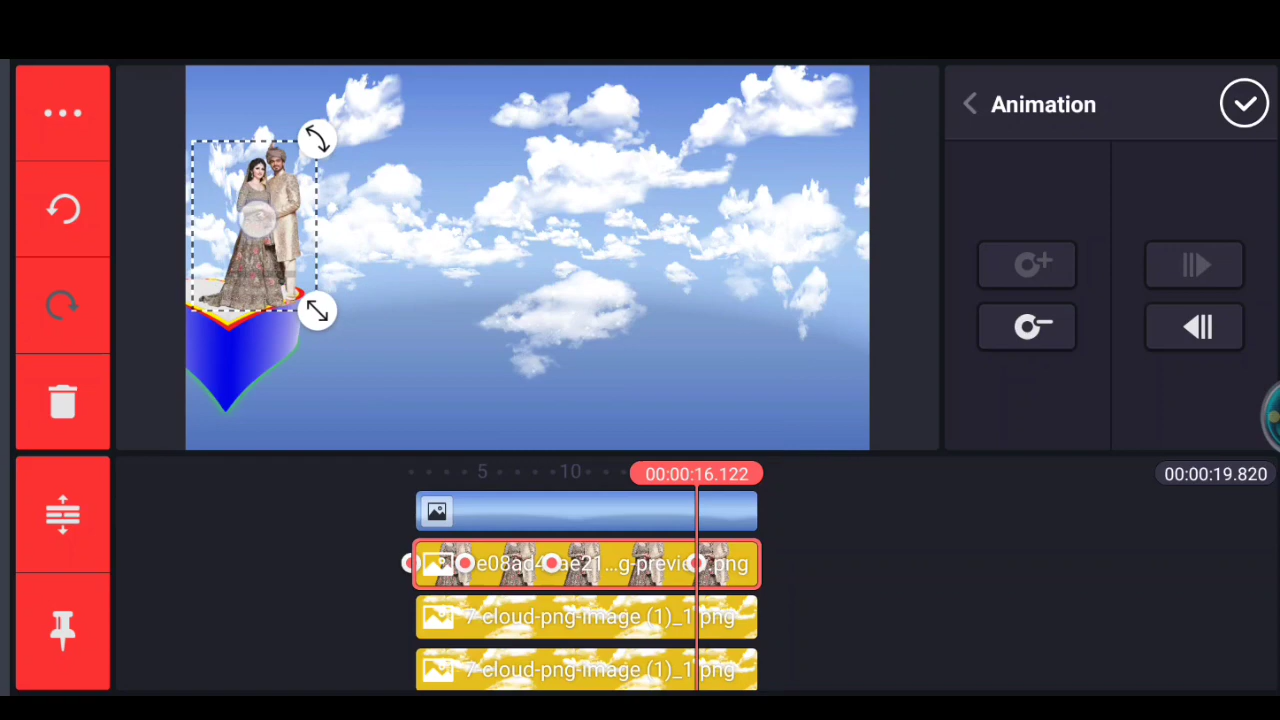 Animation
5
10
00:00:16.122
00:00:19.820
e08ad4
ae21...g-previe
.png
7-cloud-png-image (1)_1
png
7-cloud-png-image (1)_1
png